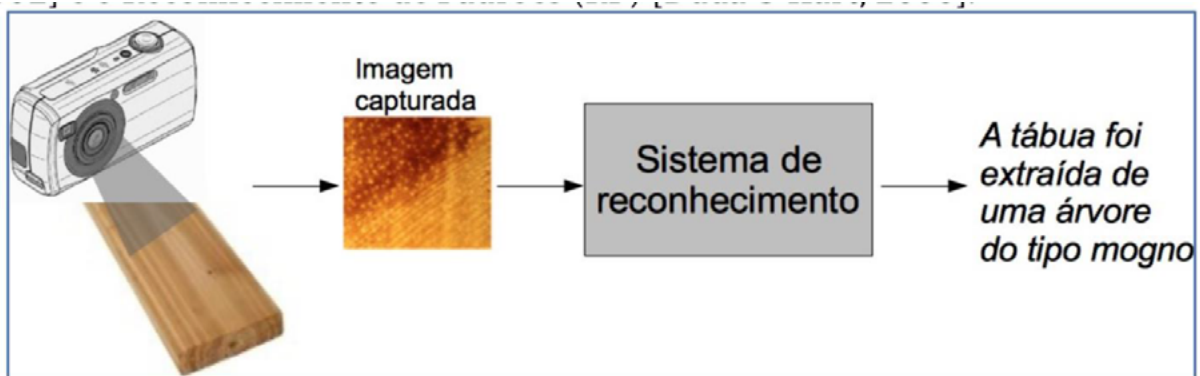 Imagem
capturada
Sistema de
reconhecimento
A tábua foi
extraída de
uma árvore
do tipo mogno